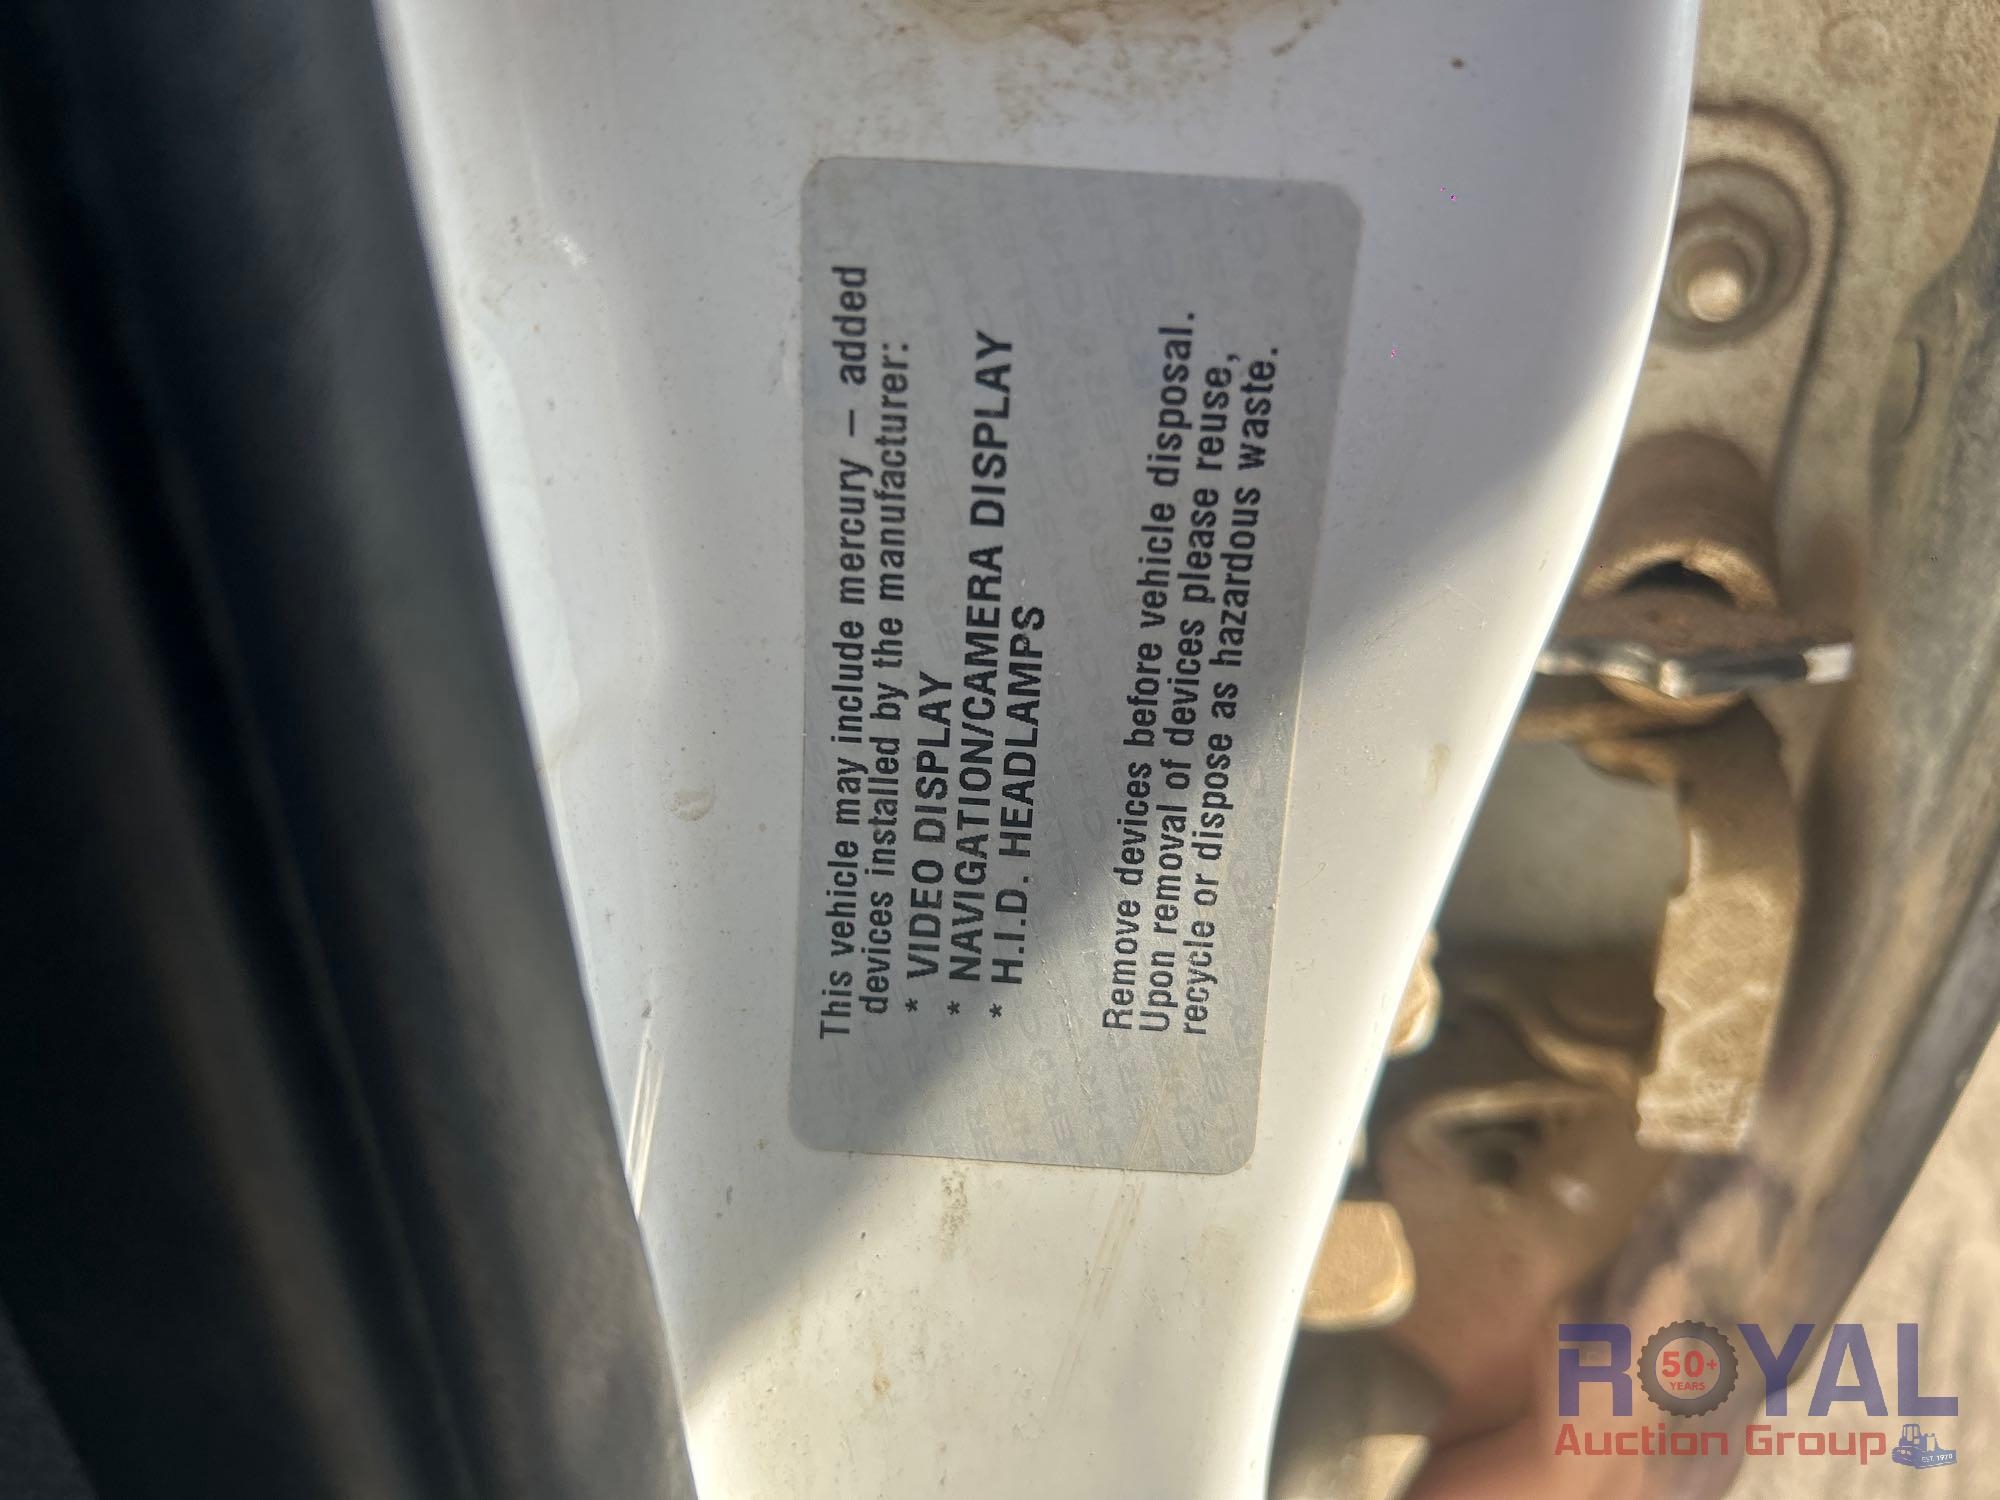 This vehicle may include mercury – added
devices installed by the manufacturer:
* VIDEO DISPLAY
* NAVIGATION/CAMERA DISPLAY
* H.I.D. HEADLAMPS
Remove devices before vehicle disposal.
Upon removal of devices please reuse,
recycle or dispose as hazardous waste.
ROYAL
50+
YEARS
Auction Group
EST. 1970